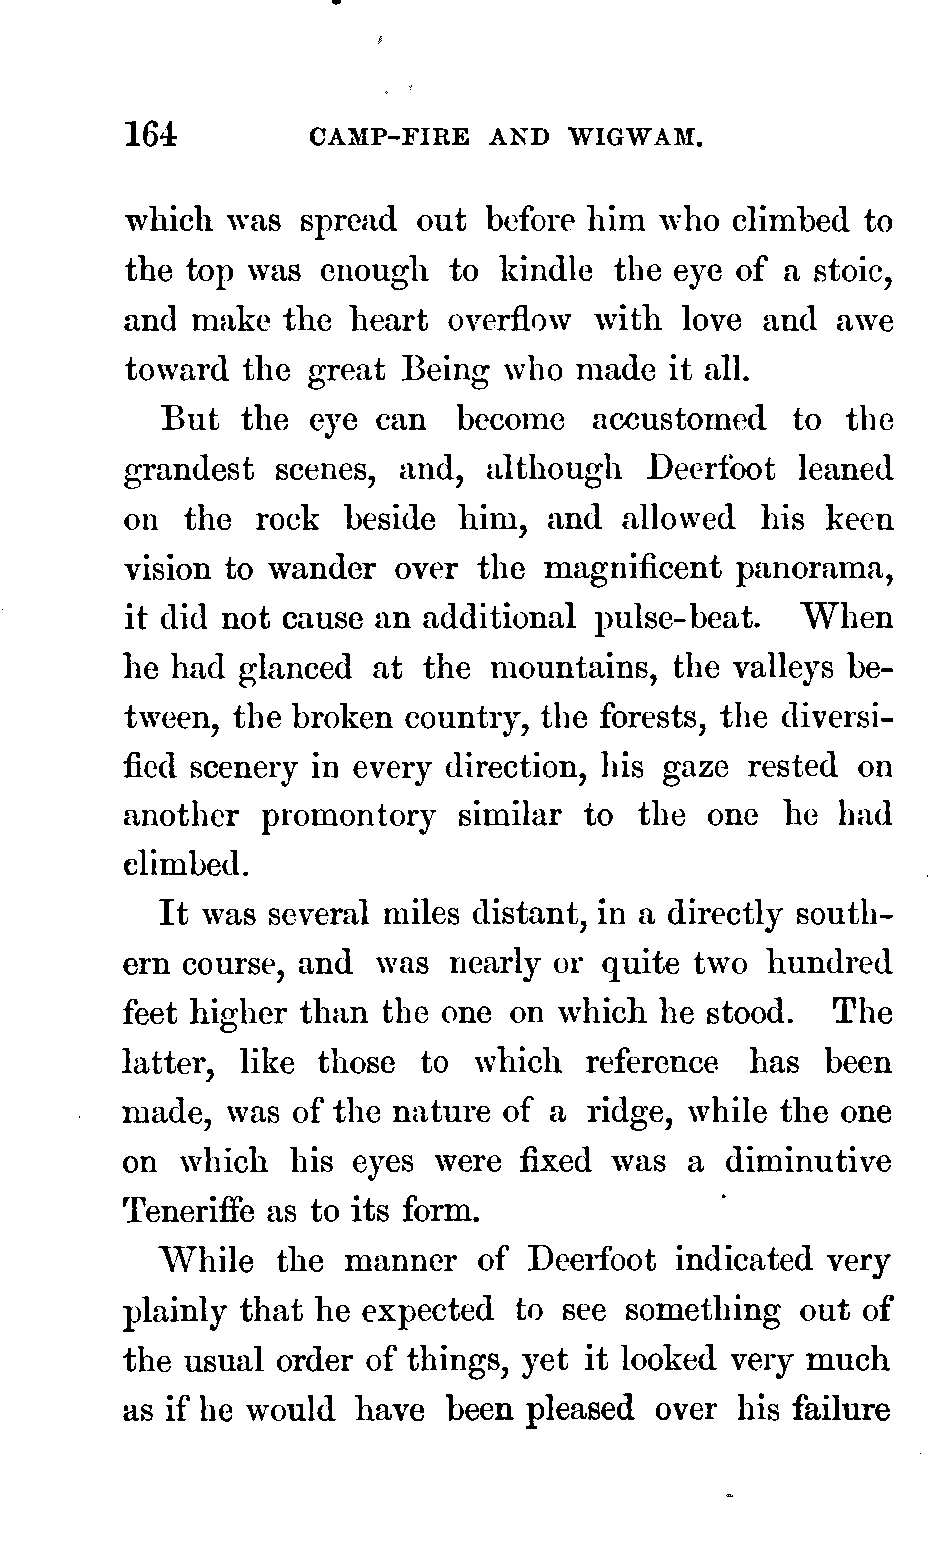 164 CAMP-FIRE AND WIGWAM.
which was spread out before him who climbed to
the top was enough to kindle the eye of a stoic,
and make the heart overflow with love and awe
toward the great Being who made it all.
But the eye can become accustomed to the
grandest scenes, and, although Deerfoot leaned
on the rock beside him, and allowed his keen
vision to wander over the magnificent panorama,
it did not cause an additional pulse-beat. When
he had glanced at the mountains, the valleys be-
tween, the broken country, the forests, the diversi-
fied scenery in every direction, his gaze rested on
another promontory similar to the one he had
climbed.
It was several miles distant, in a directly south-
ern course, and was nearly or quite two hundred
feet higher than the one on which he stood. The
latter, like those to which reference has been
made, was of the nature of a ridge, while the one
on which his eyes were fixed was a diminutive
Teneriffe as to its form.
While the manner of Deerfoot indicated very
plainly that he expected to see something out of
the usual order of things, yet it looked very much
as if he would have been pleased over his failure